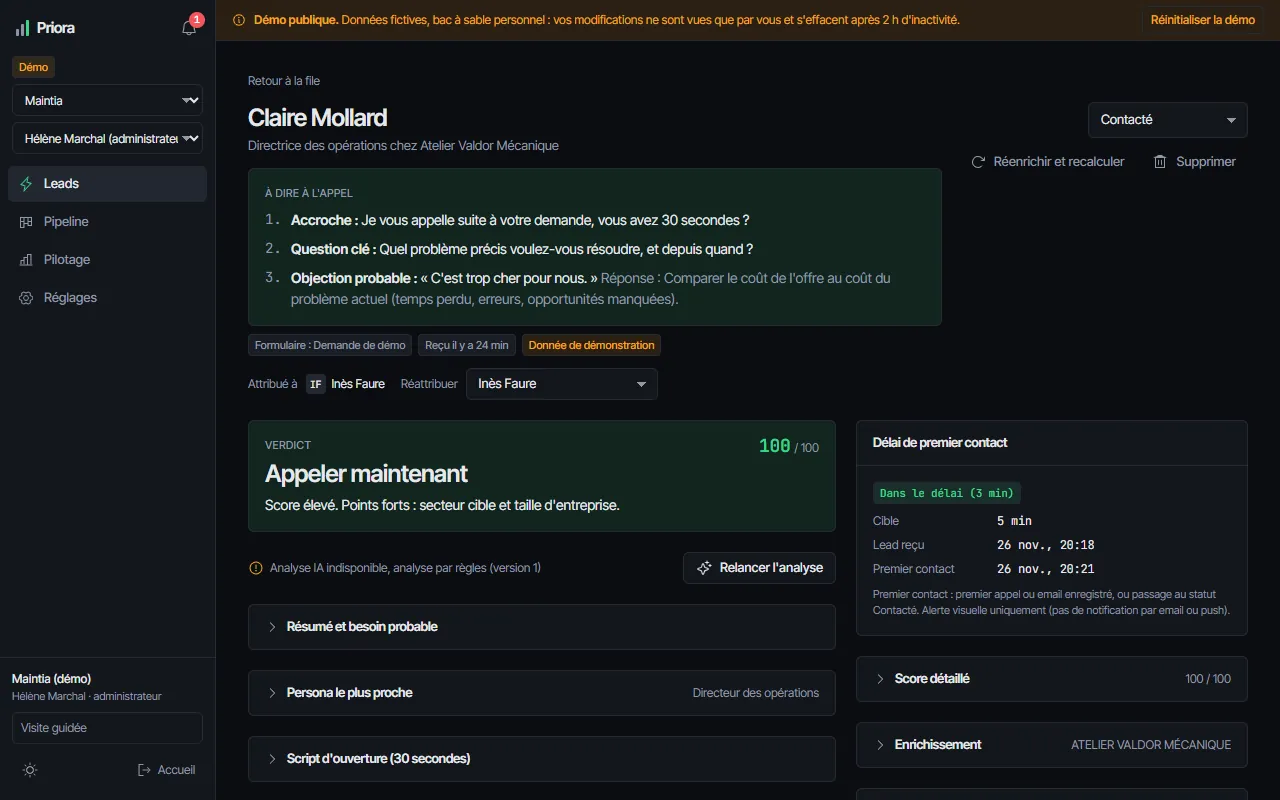 Priora
1
Démo publique. Données fictives, bac à sable personnel : vos modifications ne sont vues que par vous et s'effacent après 2 h d'inactivité.
Réinitialiser la démo
Démo
Maintia
Hélène Marchal (administrateu
Leads
Pipeline
Pilotage
Réglages
Maintia (démo)
Hélène Marchal · administrateur
Visite guidée
Accueil
Retour à la file
Claire Mollard
Directrice des opérations chez Atelier Valdor Mécanique
Contacté
Réenrichir et recalculer
Supprimer
À DIRE À L'APPEL
1. Accroche : Je vous appelle suite à votre demande, vous avez 30 secondes ?
2. Question clé : Quel problème précis voulez-vous résoudre, et depuis quand ?
3. Objection probable : « C'est trop cher pour nous. » Réponse : Comparer le coût de l'offre au coût du
problème actuel (temps perdu, erreurs, opportunités manquées).
Formulaire : Demande de démo
Reçu il y a 24 min
Donnée de démonstration
Attribué à IF Inès Faure Réattribuer Inès Faure
VERDICT
100 / 100
Appeler maintenant
Score élevé. Points forts : secteur cible et taille d'entreprise.
Analyse IA indisponible, analyse par règles (version 1)
Relancer l'analyse
Résumé et besoin probable
Persona le plus proche
Directeur des opérations
Script d'ouverture (30 secondes)
Délai de premier contact
Dans le délai (3 min)
Cible 5 min
Lead reçu 26 nov., 20:18
Premier contact 26 nov., 20:21
Premier contact : premier appel ou email enregistré, ou passage au statut
Contacté. Alerte visuelle uniquement (pas de notification par email ou push).
Score détaillé
100 / 100
Enrichissement
ATELIER VALDOR MÉCANIQUE